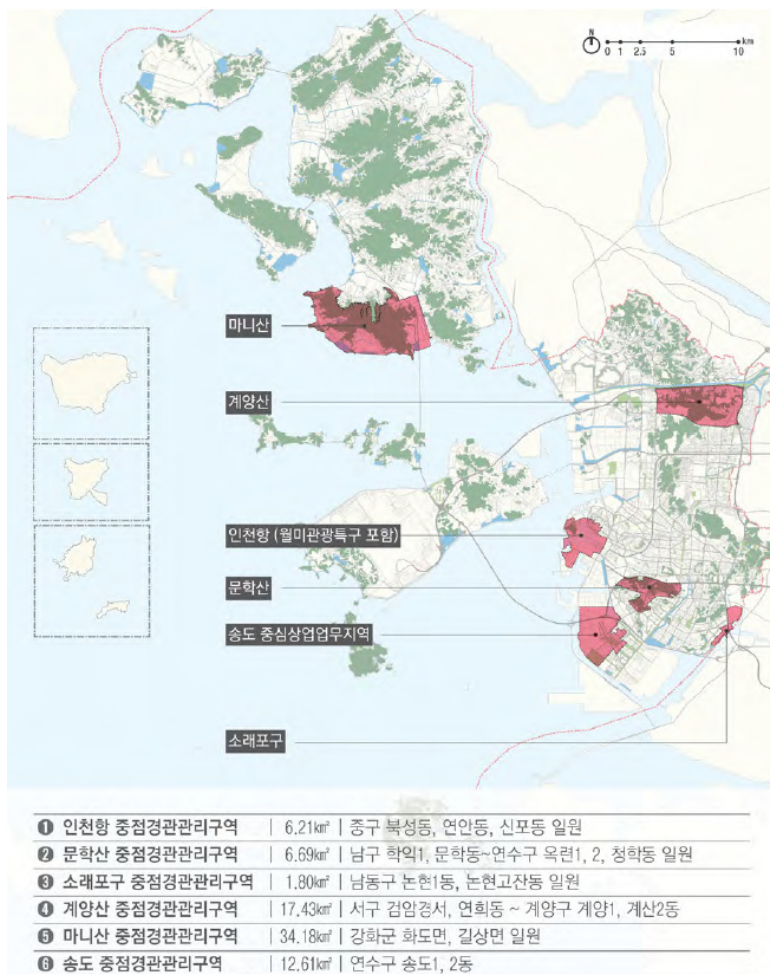 N
km
0 1 2.5 5 10
마니산
계양산
인천항 (월미관광특구 포함)
문학산
송도 중심상업업무지역
소래포구
❶ 인천항 중점경관관리구역 | 6.21㎢ | 중구 북성동, 연안동, 신포동 일원
❷ 문학산 중점경관관리구역 | 6.69㎢ | 남구 학익1, 문학동~연수구 옥련1, 2, 청학동 일원
❸ 소래포구 중점경관관리구역 | 1.80㎢ | 남동구 논현1동, 논현고잔동 일원
❹ 계양산 중점경관관리구역 | 17.43㎢ | 서구 검암경서, 연희동 ~ 계양구 계양1, 계산2동
❺ 마니산 중점경관관리구역 | 34.18㎢ | 강화군 화도면, 길상면 일원
❻ 송도 중점경관관리구역 | 12.61㎢ | 연수구 송도1, 2동